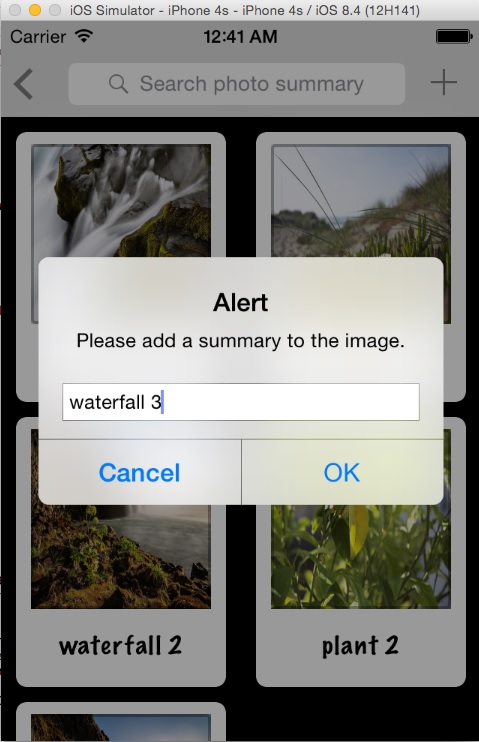 iOS Simulator - iPhone 4s - iPhone 4s / iOS 8.4 (12H141)
Carrier 12:41 AM
Search photo summary
Alert
Please add a summary to the image.
waterfall 3
Cancel OK
waterfall 2 plant 2